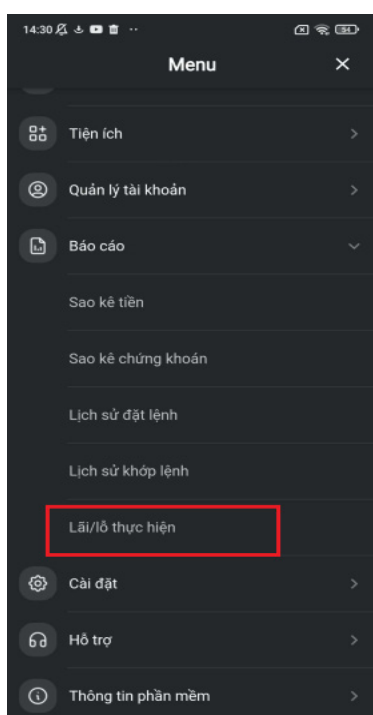 14:30
54
Menu
Tiện ích
Quản lý tài khoản
Báo cáo
Sao kê tiền
Sao kê chứng khoán
Lịch sử đặt lệnh
Lịch sử khớp lệnh
Lãi/lỗ thực hiện
Cài đặt
Hỗ trợ
Thông tin phần mềm